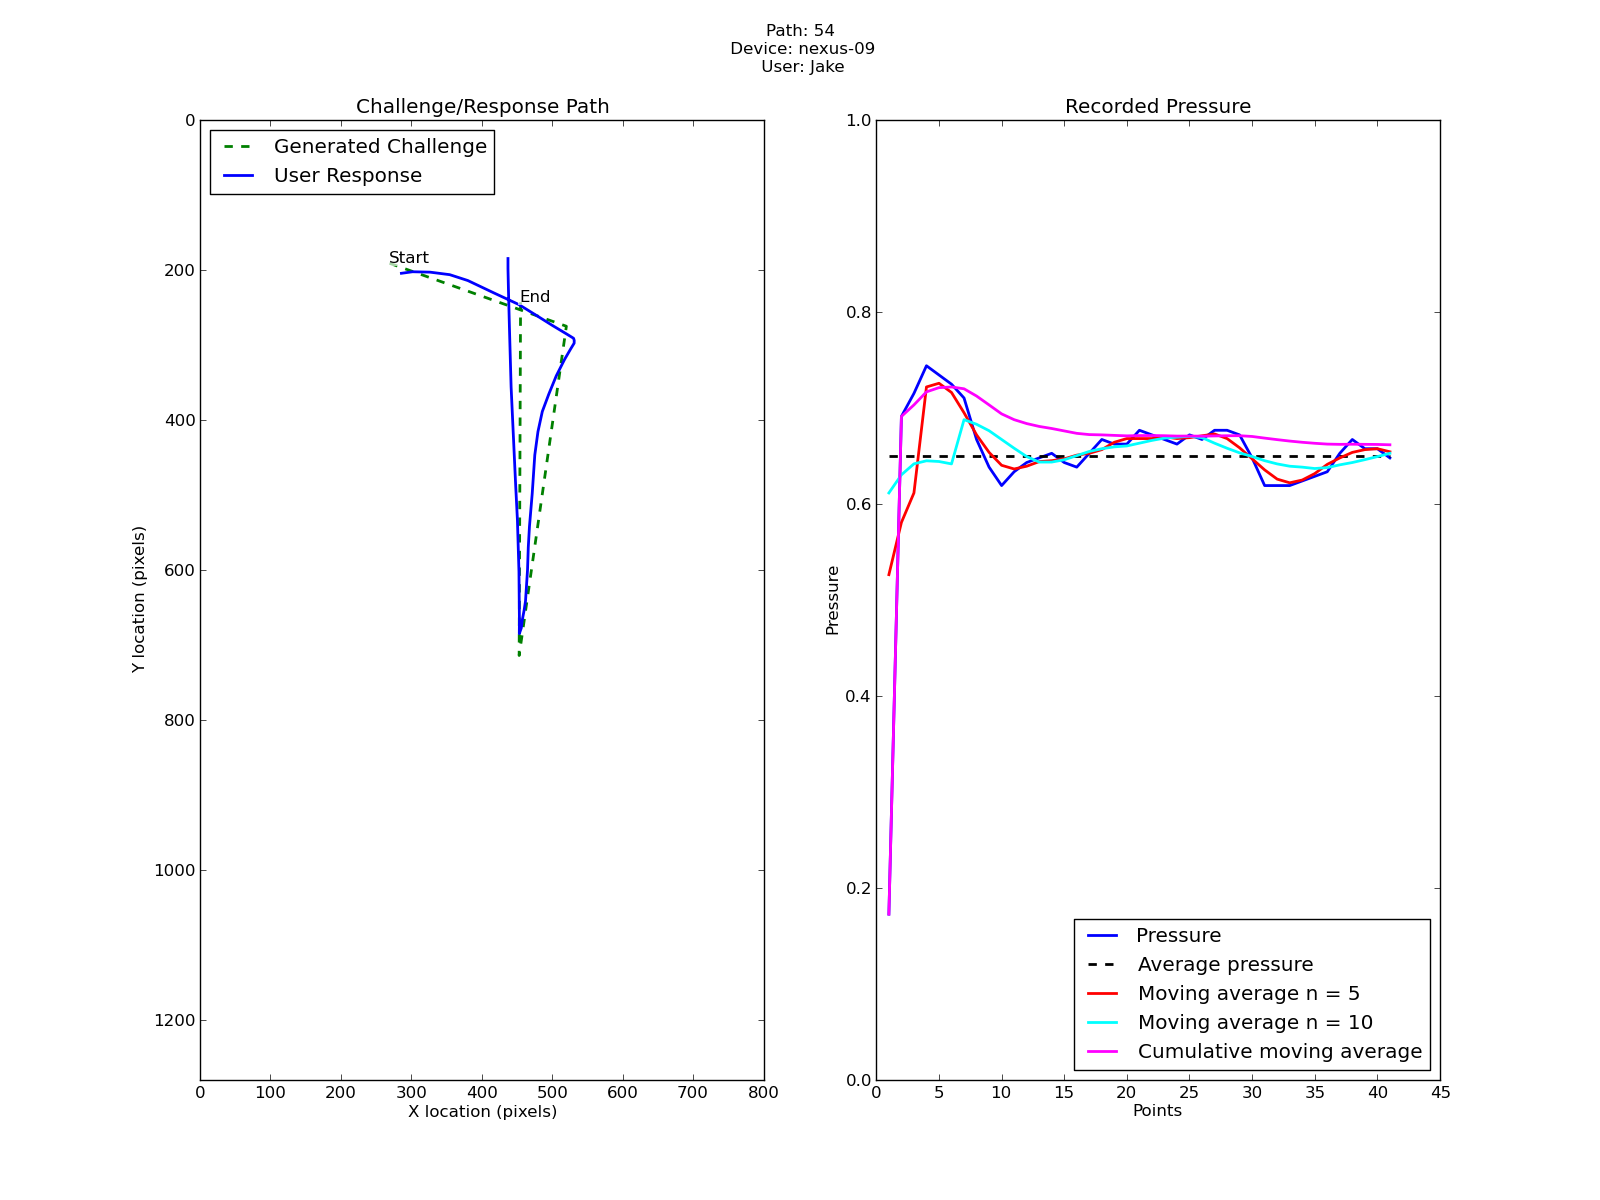 Path: 54
Device: nexus-09
User: Jake
Challenge/Response Path
Generated Challenge
User Response
Start
End
0
200
400
600
800
1000
1200
Y location (pixels)
0 100 200 300 400 500 600 700 800
X location (pixels)
Recorded Pressure
1.0
0.8
0.6
0.4
0.2
0.0
Pressure
Pressure
Average pressure
Moving average n = 5
Moving average n = 10
Cumulative moving average
0 5 10 15 20 25 30 35 40 45
Points